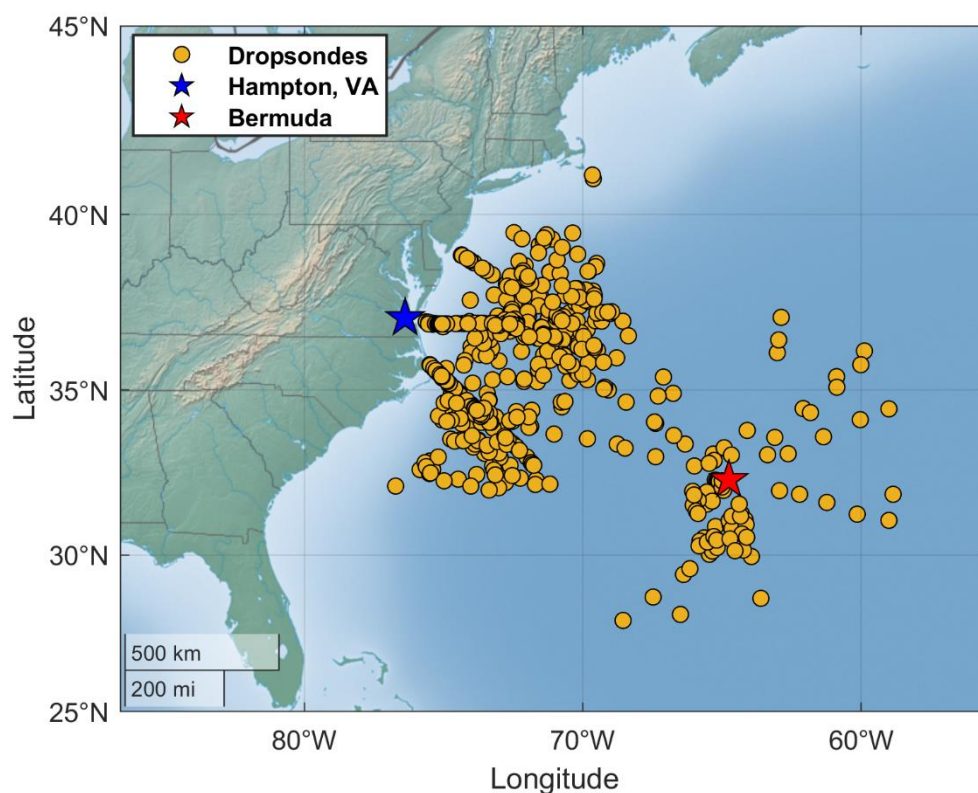 45°N
Dropsondes
Hampton, VA
Bermuda
40°N
Latitude
35°N
30°N
500 km
200 mi
25°N
80°W 70°W 60°W
Longitude